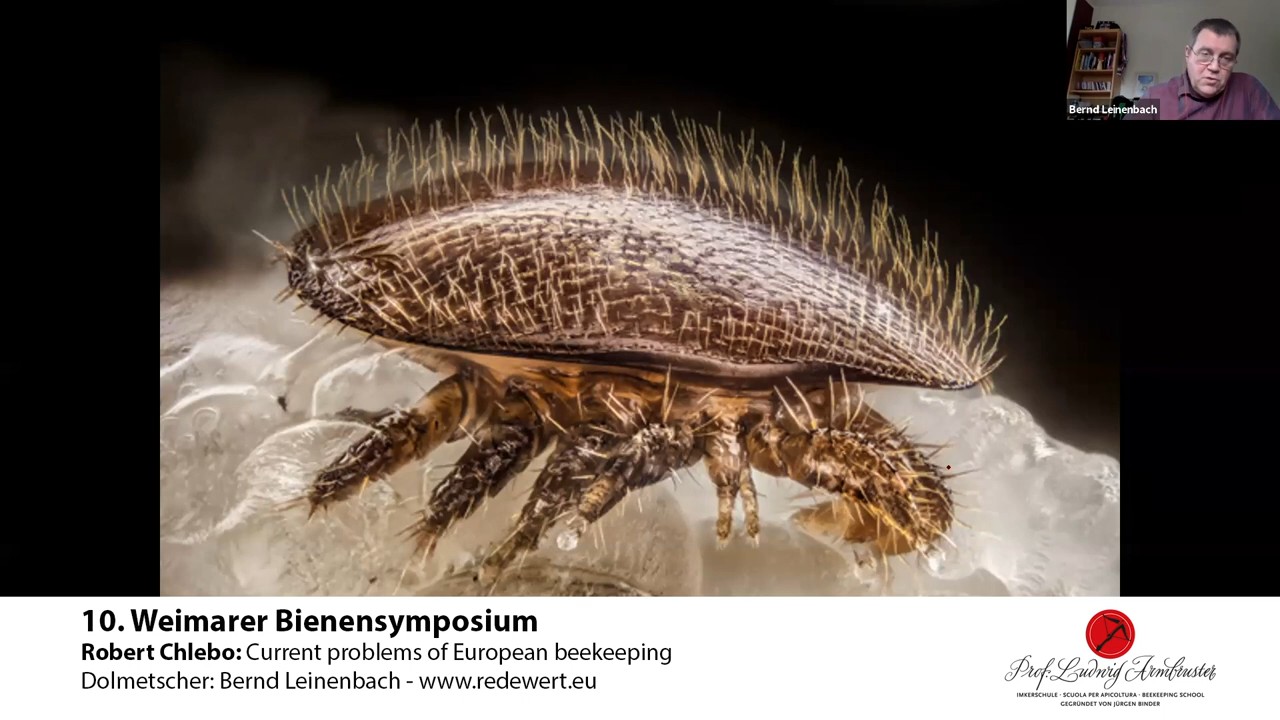 Bernd Leinenbach
10. Weimarer Bienensymposium
Robert Chlebo: Current problems of European beekeeping
Dolmetscher: Bernd Leinenbach - www.redewert.eu
Prof. Ludwig Armbruster
IMKERSCHULE · SCUOLA PER APICOLTURA · BEEKEEPING SCHOOL
GEGRÜNDET VON JÜRGEN BINDER